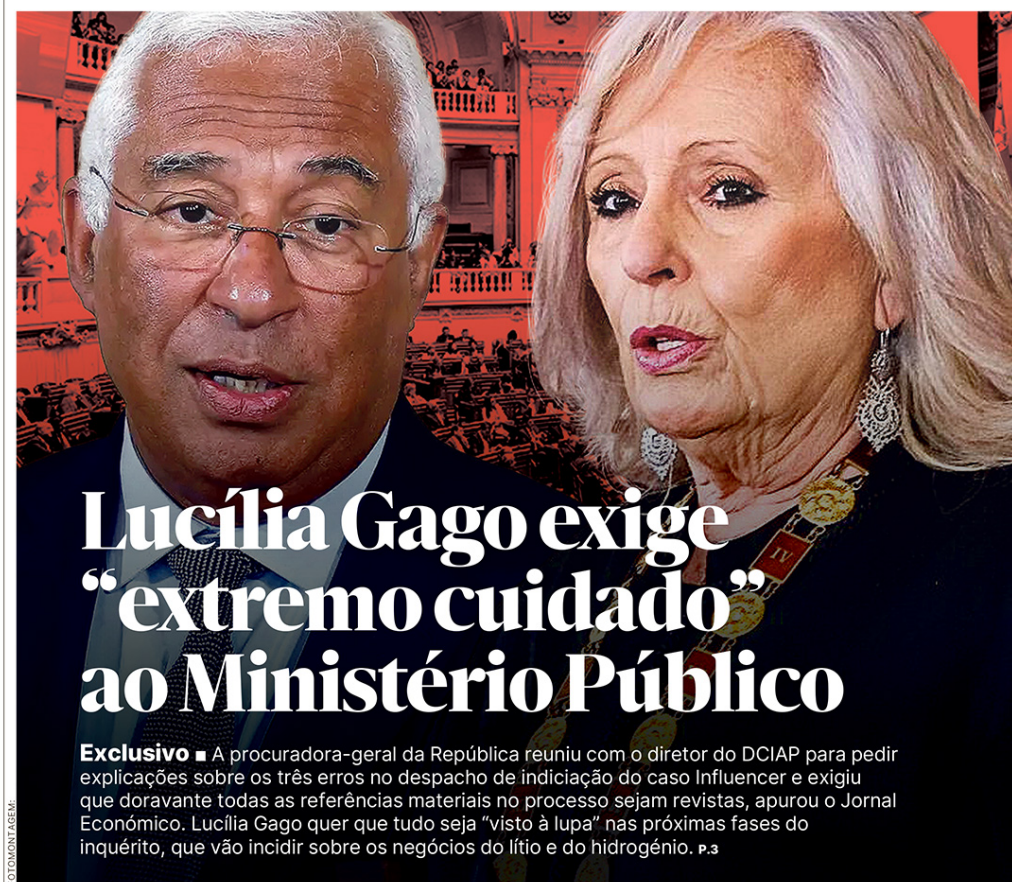 Lucília Gago exige
“extremo cuidado”
ao Ministério Público
Exclusivo ■ A procuradora-geral da República reuniu com o diretor do DCIAP para pedir
explicações sobre os três erros no despacho de indiciação do caso Influencer e exigiu
que doravante todas as referências materiais no processo sejam revistas, apurou o Jornal
Económico. Lucília Gago quer que tudo seja “visto à lupa” nas próximas fases do
inquérito, que vão incidir sobre os negócios do lítio e do hidrogénio. P.3
OTOMONTAGEM:
IV